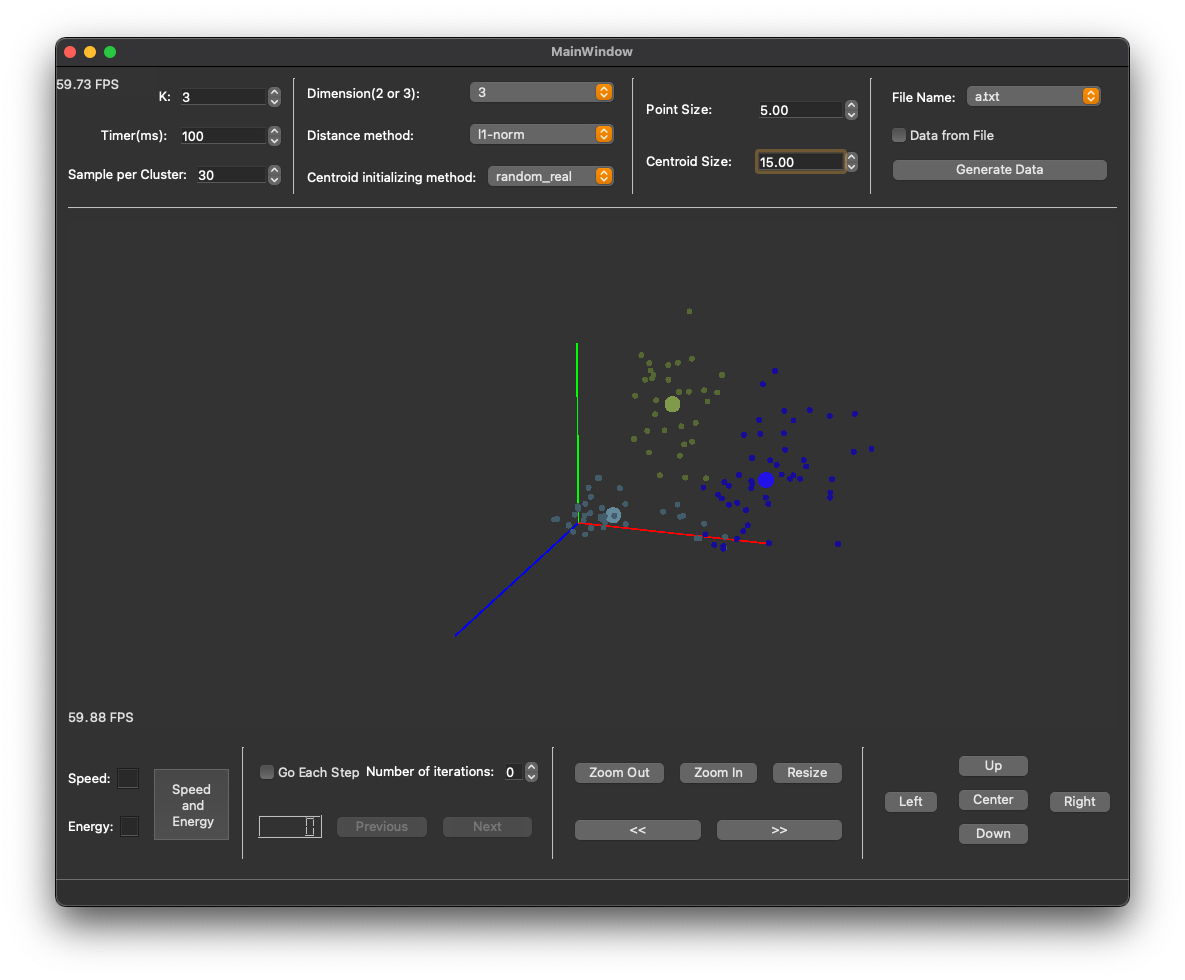 MainWindow
59.73 FPS
K: 3
Timer(ms): 100
Sample per Cluster: 30
Dimension(2 or 3): 3
Distance method: l1-norm
Centroid initializing method: random_real
Point Size: 5.00
Centroid Size: 15.00
File Name: a.txt
Data from File
Generate Data
59.88 FPS
Speed:
Energy:
Speed
and
Energy
Go Each Step Number of iterations: 0
0
Previous Next
Zoom Out Zoom In Resize
<< >>
Up
Left Center Right
Down